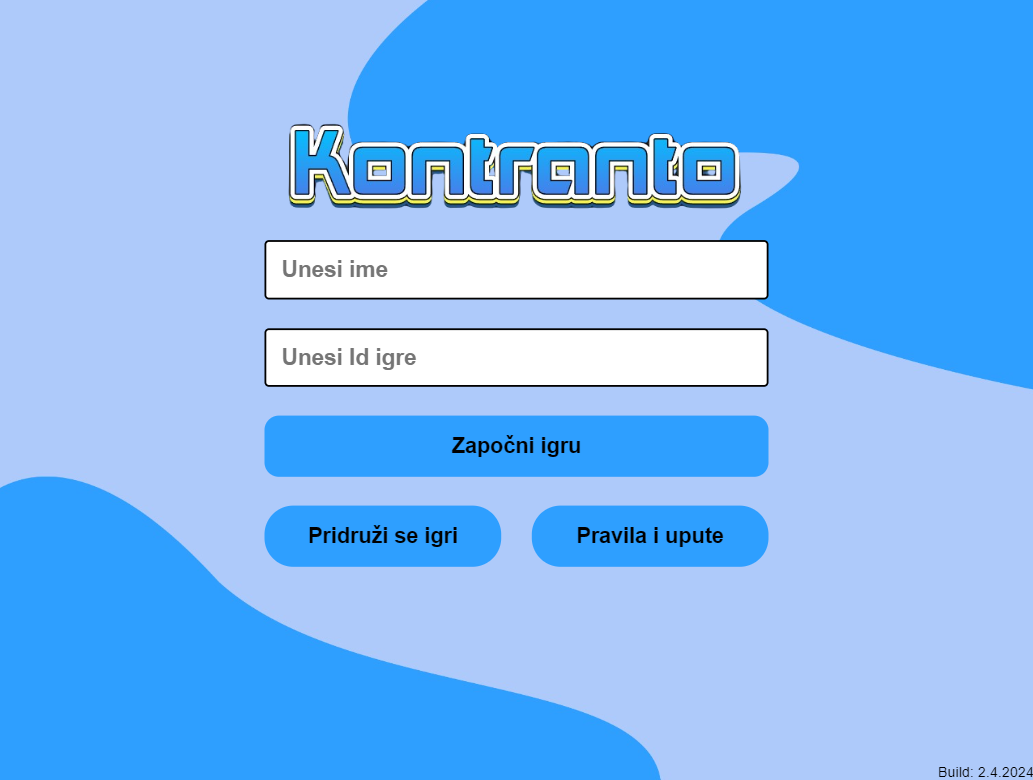 Kontranto
Unesi ime
Unesi Id igre
Započni igru
Pridruži se igri
Pravila i upute
Build: 2.4.2024